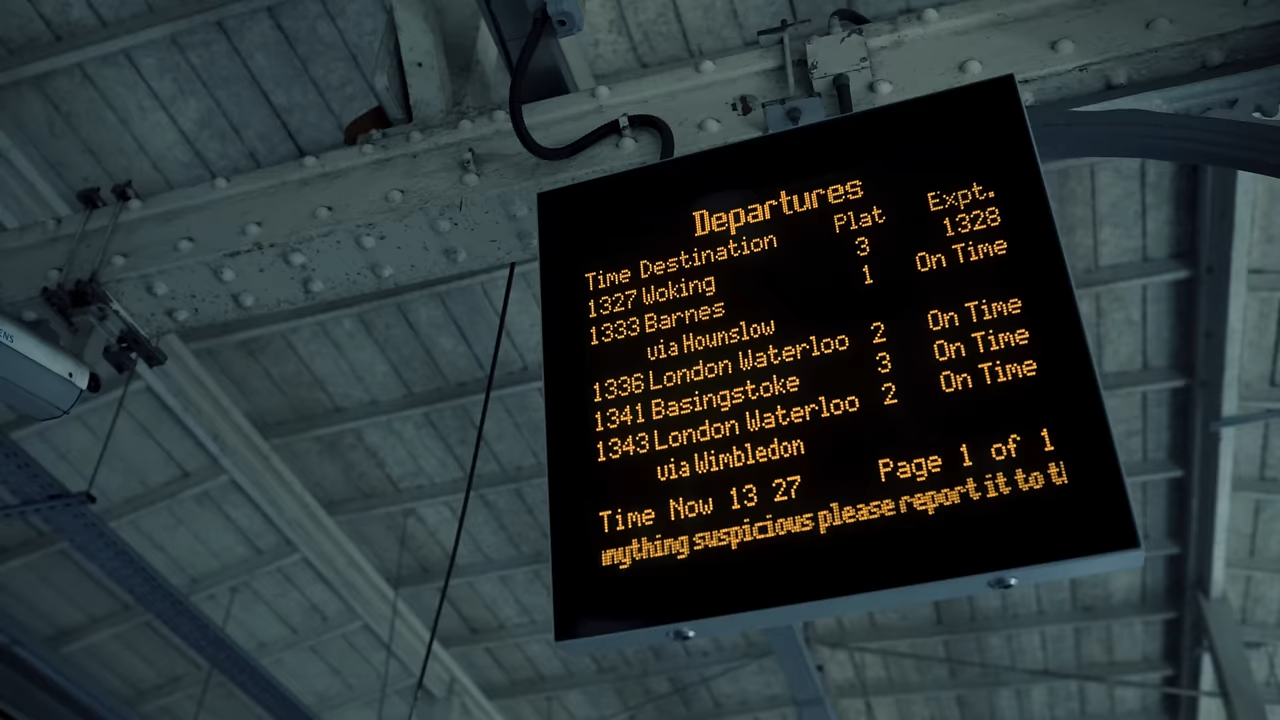 Departures
Time Destination Plat Expt.
1327 Woking 3 1328
1333 Barnes 1 On Time
via Hounslow
1336 London Waterloo 2 On Time
1341 Basingstoke 3 On Time
1343 London Waterloo 2 On Time
via Wimbledon
Page 1 of 1
Time Now 13 27
nything suspicious please report it to t